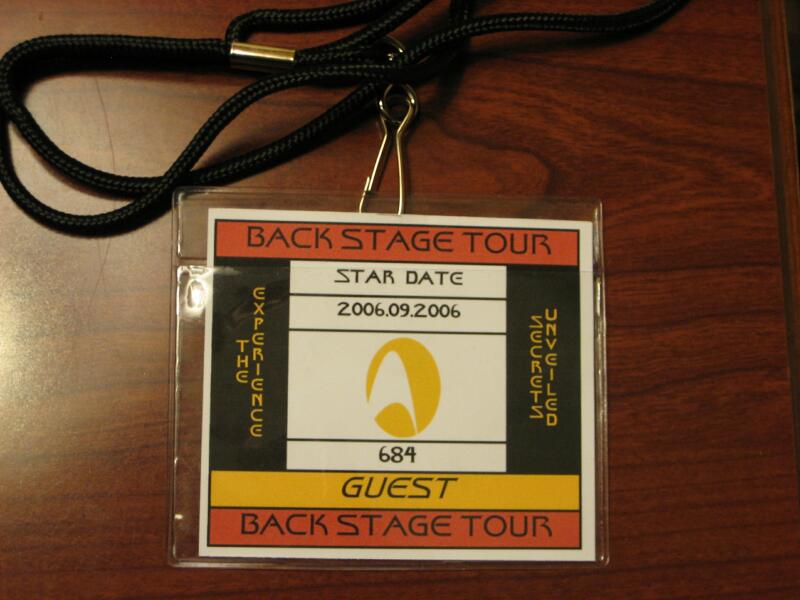 BACK STAGE TOUR
STAR DATE
2006.09.2006
THE
EXPERIENCE
SECRETS
UNVEILED
684
GUEST
BACK STAGE TOUR